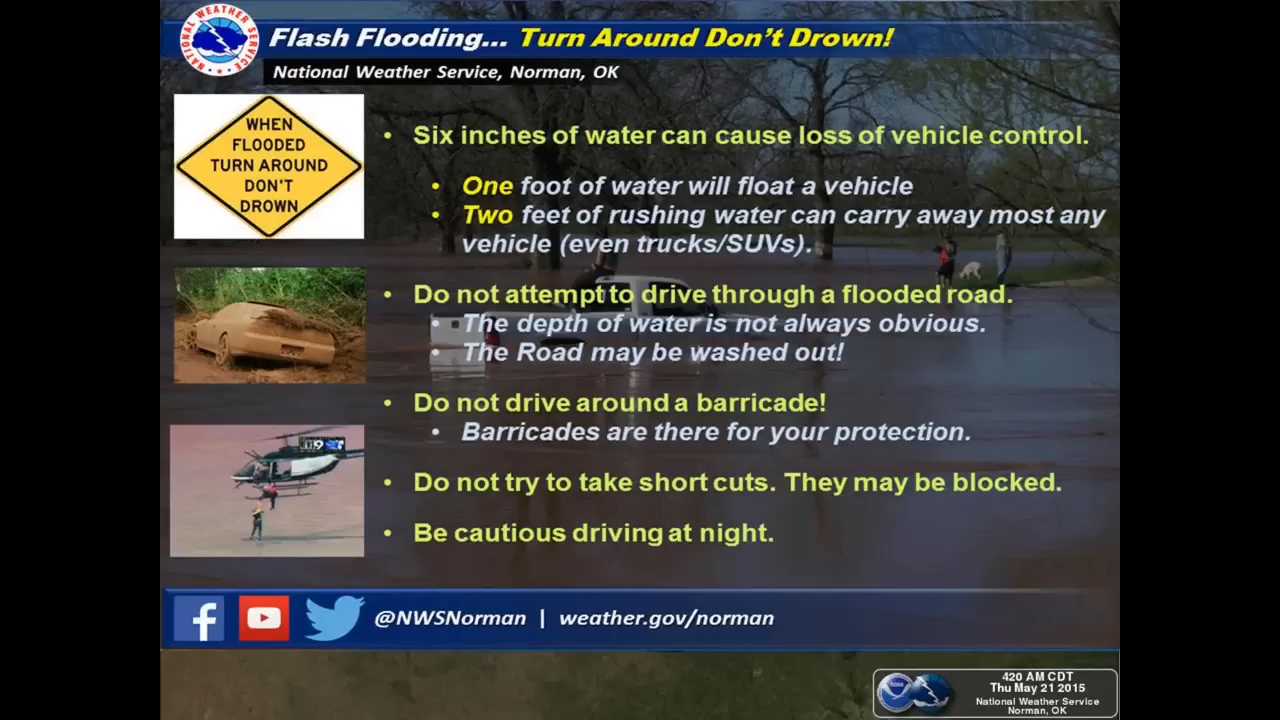 NATIONAL WEATHER SERVICE
Flash Flooding... Turn Around Don't Drown!
National Weather Service, Norman, OK
WHEN
FLOODED
TURN AROUND
DON'T
DROWN
• Six inches of water can cause loss of vehicle control.
• One foot of water will float a vehicle
• Two feet of rushing water can carry away most any
vehicle (even trucks/SUVs).
• Do not attempt to drive through a flooded road.
• The depth of water is not always obvious.
• The Road may be washed out!
• Do not drive around a barricade!
• Barricades are there for your protection.
• Do not try to take short cuts. They may be blocked.
• Be cautious driving at night.
@NWSNorman | weather.gov/norman
420 AM CDT
Thu May 21 2015
National Weather Service
Norman, OK